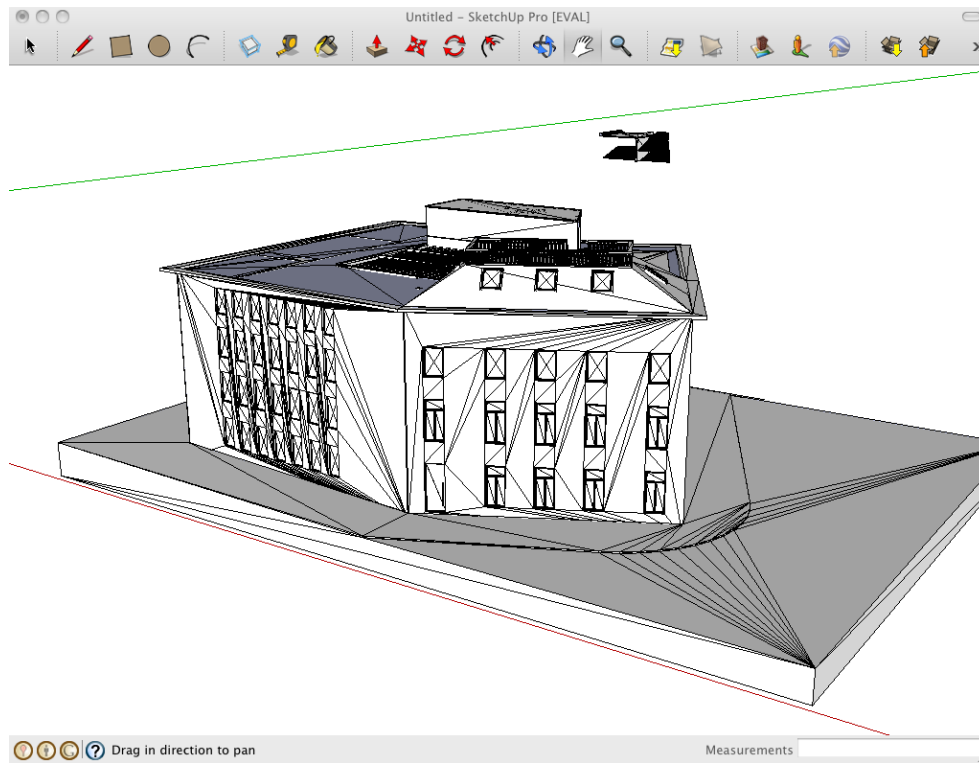 Untitled – SketchUp Pro [EVAL]
Drag in direction to pan
Measurements